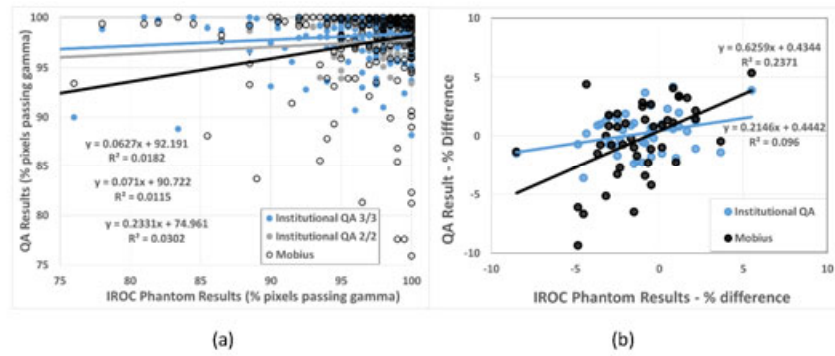 QA Results (% pixels passing gamma)
100
95
90
85
80
95
100
75
y = 0.0627x + 92.191
R² = 0.0182
y = 0.071x + 90.722
R² = 0.0115
y = 0.2331x + 74.961
R² = 0.0302
Institutional QA 3/3
Institutional QA 2/2
Mobius
75 80 85 90 95 100
IROC Phantom Results (% pixels passing gamma)
(a)
QA Result - % Difference
10
5
0
-5
-10
y = 0.6259x + 0.4344
R² = 0.2371
y = 0.2146x + 0.4442
R² = 0.096
Institutional QA
Mobius
-10 -5 0 5 10
IROC Phantom Results - % difference
(b)